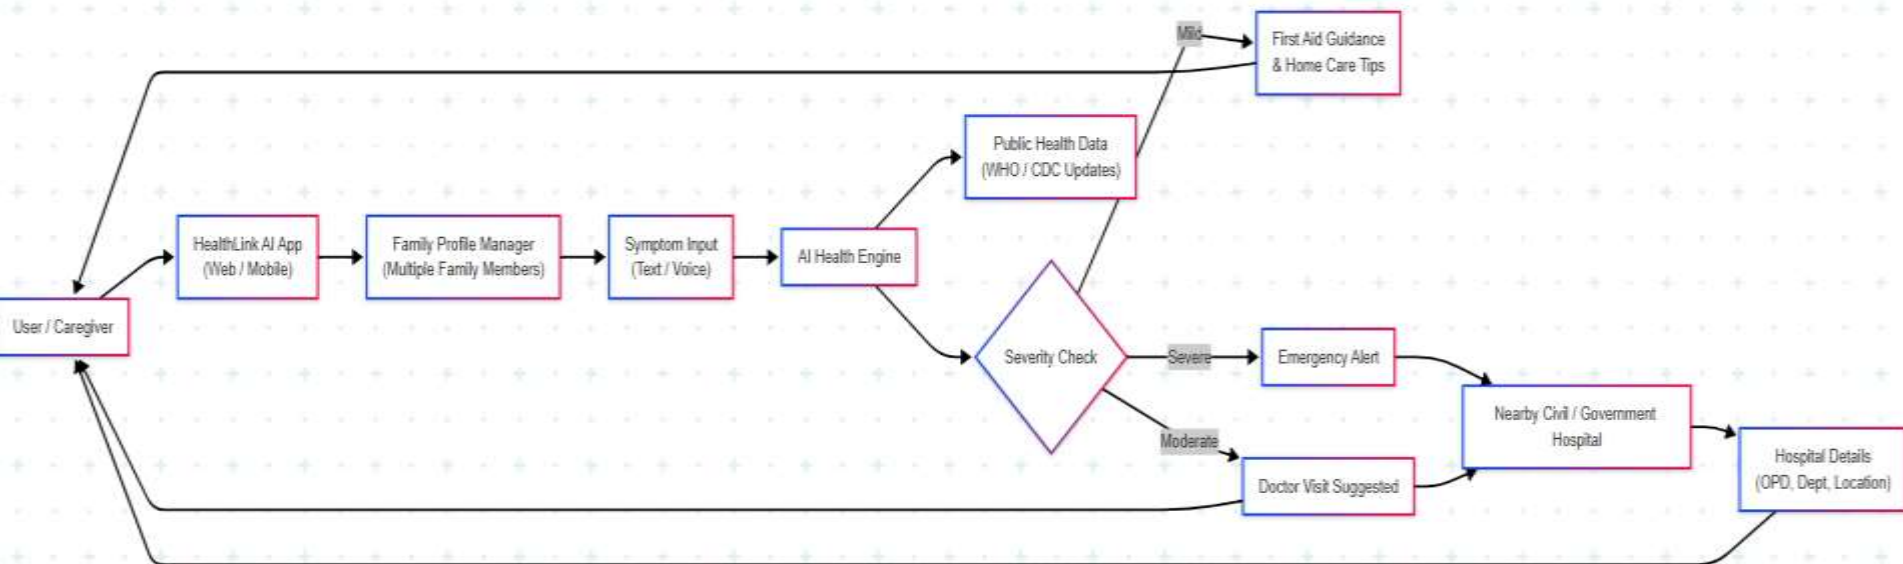 Mild
First Aid Guidance
& Home Care Tips
Public Health Data
(WHO / CDC Updates)
HealthLink AI App
(Web / Mobile)
Family Profile Manager
(Multiple Family Members)
Symptom Input
(Text / Voice)
AI Health Engine
User / Caregiver
Severity Check
Severe
Emergency Alert
Nearby Civil / Government
Hospital
Moderate
Doctor Visit Suggested
Hospital Details
(OPD, Dept, Location)